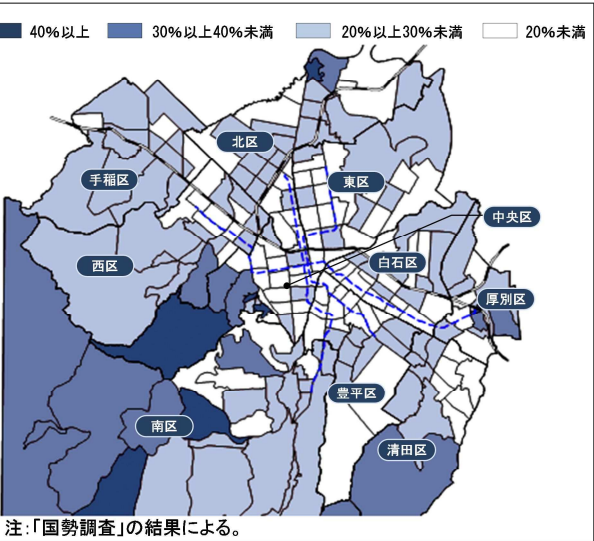 40%以上 30%以上40%未満 20%以上30%未満 20%未満
北区
手稲区
東区
中央区
西区
白石区
厚別区
豊平区
南区
清田区
注:「国勢調査」の結果による。